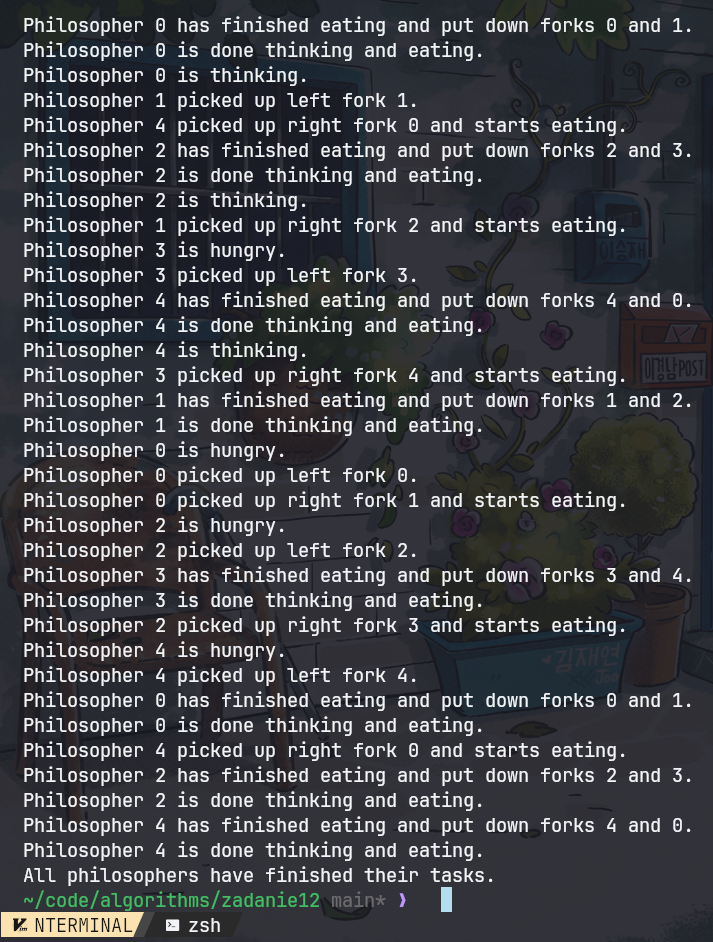 Philosopher 0 has finished eating and put down forks 0 and 1.
Philosopher 0 is done thinking and eating.
Philosopher 0 is thinking.
Philosopher 1 picked up left fork 1.
Philosopher 4 picked up right fork 0 and starts eating.
Philosopher 2 has finished eating and put down forks 2 and 3.
Philosopher 2 is done thinking and eating.
Philosopher 2 is thinking.
Philosopher 1 picked up right fork 2 and starts eating.
Philosopher 3 is hungry.
Philosopher 3 picked up left fork 3.
Philosopher 4 has finished eating and put down forks 4 and 0.
Philosopher 4 is done thinking and eating.
Philosopher 4 is thinking.
Philosopher 3 picked up right fork 4 and starts eating.
Philosopher 1 has finished eating and put down forks 1 and 2.
Philosopher 1 is done thinking and eating.
Philosopher 0 is hungry.
Philosopher 0 picked up left fork 0.
Philosopher 0 picked up right fork 1 and starts eating.
Philosopher 2 is hungry.
Philosopher 2 picked up left fork 2.
Philosopher 3 has finished eating and put down forks 3 and 4.
Philosopher 3 is done thinking and eating.
Philosopher 2 picked up right fork 3 and starts eating.
Philosopher 4 is hungry.
Philosopher 4 picked up left fork 4.
Philosopher 0 has finished eating and put down forks 0 and 1.
Philosopher 0 is done thinking and eating.
Philosopher 4 picked up right fork 0 and starts eating.
Philosopher 2 has finished eating and put down forks 2 and 3.
Philosopher 2 is done thinking and eating.
Philosopher 4 has finished eating and put down forks 4 and 0.
Philosopher 4 is done thinking and eating.
All philosophers have finished their tasks.
~/code/algorithms/zadanie12 main* ❯
NTERMINAL zsh
이승재
POST
김재연